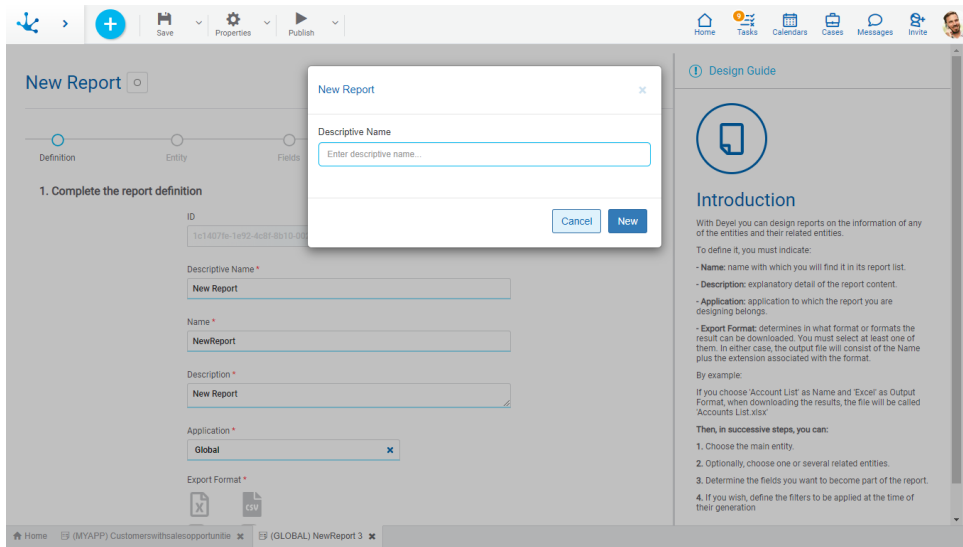 Save
Properties
Publish
9
Home
Tasks
Calendars
Cases
Messages
Invite
New Report
Definition
Entity
Fields
1. Complete the report definition
ID
Descriptive Name *
New Report
Name *
NewReport
Description *
New Report
Application *
Global
Export Format *
X
CSV
New Report
Descriptive Name
Enter descriptive name...
Cancel
New
Design Guide
Introduction
With Deyel you can design reports on the information of any
of the entities and their related entities.
To define it, you must indicate:
- Name: name with which you will find it in its report list.
- Description: explanatory detail of the report content.
- Application: application to which the report you are
designing belongs.
- Export Format: determines in what format or formats the
result can be downloaded. You must select at least one of
them. In either case, the output file will consist of the Name
plus the extension associated with the format.
By example:
If you choose 'Account List' as Name and 'Excel' as Output
Format, when downloading the results, the file will be called
'Accounts List.xlsx'
Then, in successive steps, you can:
1. Choose the main entity.
2. Optionally, choose one or several related entities.
3. Determine the fields you want to become part of the report.
4. If you wish, define the filters to be applied at the time of
their generation
Home
(MYAPP) Customerswithsalesopportunitie
(GLOBAL) NewReport 3